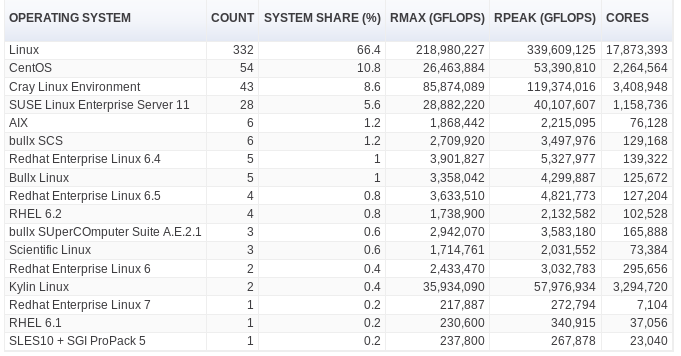 OPERATING SYSTEM COUNT SYSTEM SHARE (%) RMAX (GFLOPS) RPEAK (GFLOPS) CORES
Linux 332 66.4 218,980,227 339,609,125 17,873,393
CentOS 54 10.8 26,463,884 53,390,810 2,264,564
Cray Linux Environment 43 8.6 85,874,089 119,374,016 3,408,948
SUSE Linux Enterprise Server 11 28 5.6 28,882,220 40,107,607 1,158,736
AIX 6 1.2 1,868,442 2,215,095 76,128
bullx SCS 6 1.2 2,709,920 3,497,976 129,168
Redhat Enterprise Linux 6.4 5 1 3,901,827 5,327,977 139,322
Bullx Linux 5 1 3,358,042 4,299,887 125,672
Redhat Enterprise Linux 6.5 4 0.8 3,633,510 4,821,773 127,204
RHEL 6.2 4 0.8 1,738,900 2,132,582 102,528
bullx SUperCOmputer Suite A.E.2.1 3 0.6 2,942,070 3,583,180 165,888
Scientific Linux 3 0.6 1,714,761 2,031,552 73,384
Redhat Enterprise Linux 6 2 0.4 2,433,470 3,032,783 295,656
Kylin Linux 2 0.4 35,934,090 57,976,934 3,294,720
Redhat Enterprise Linux 7 1 0.2 217,887 272,794 7,104
RHEL 6.1 1 0.2 230,600 340,915 37,056
SLES10 + SGI ProPack 5 1 0.2 237,800 267,878 23,040